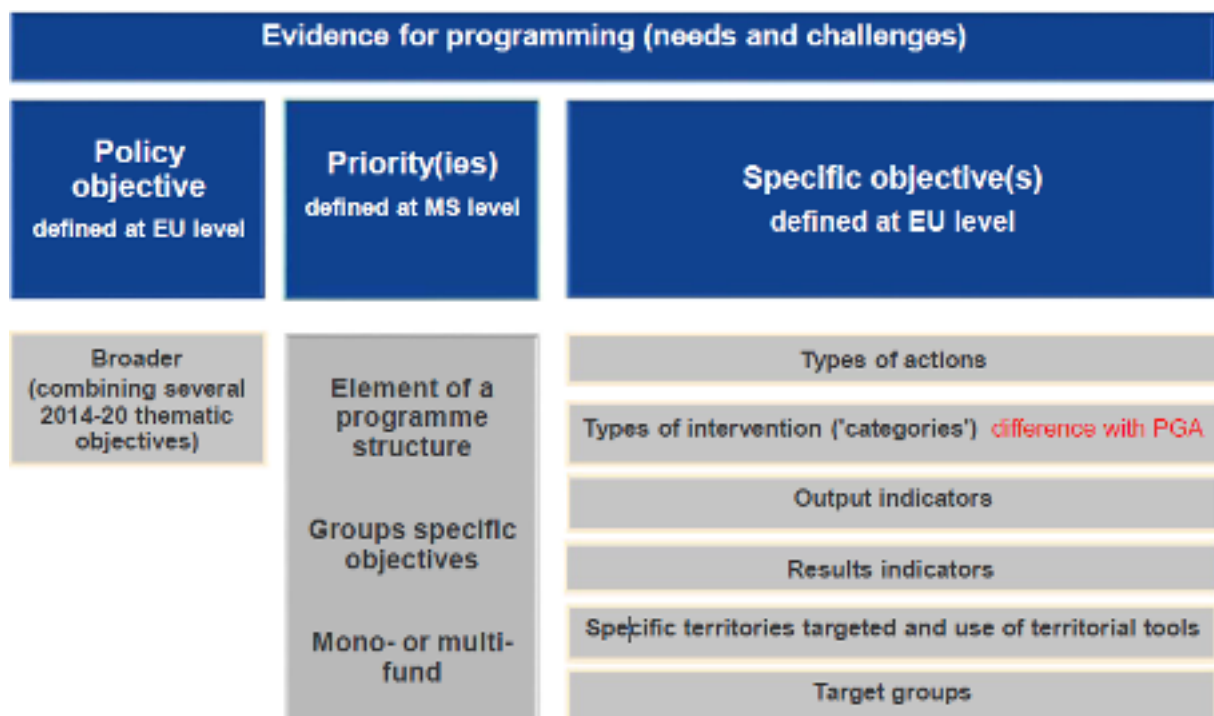 Evidence for programming (needs and challenges)
Policy
objective
defined at EU level
Priority(ies)
defined at MS level
Specific objective(s)
defined at EU level
Broader
(combining several
2014-20 thematic
objectives)
Element of a
programme
structure
Groups specific
objectives
Mono- or multi-
fund
Types of actions
Types of intervention ('categories') difference with PGA
Output indicators
Results indicators
Specific territories targeted and use of territorial tools
Target groups